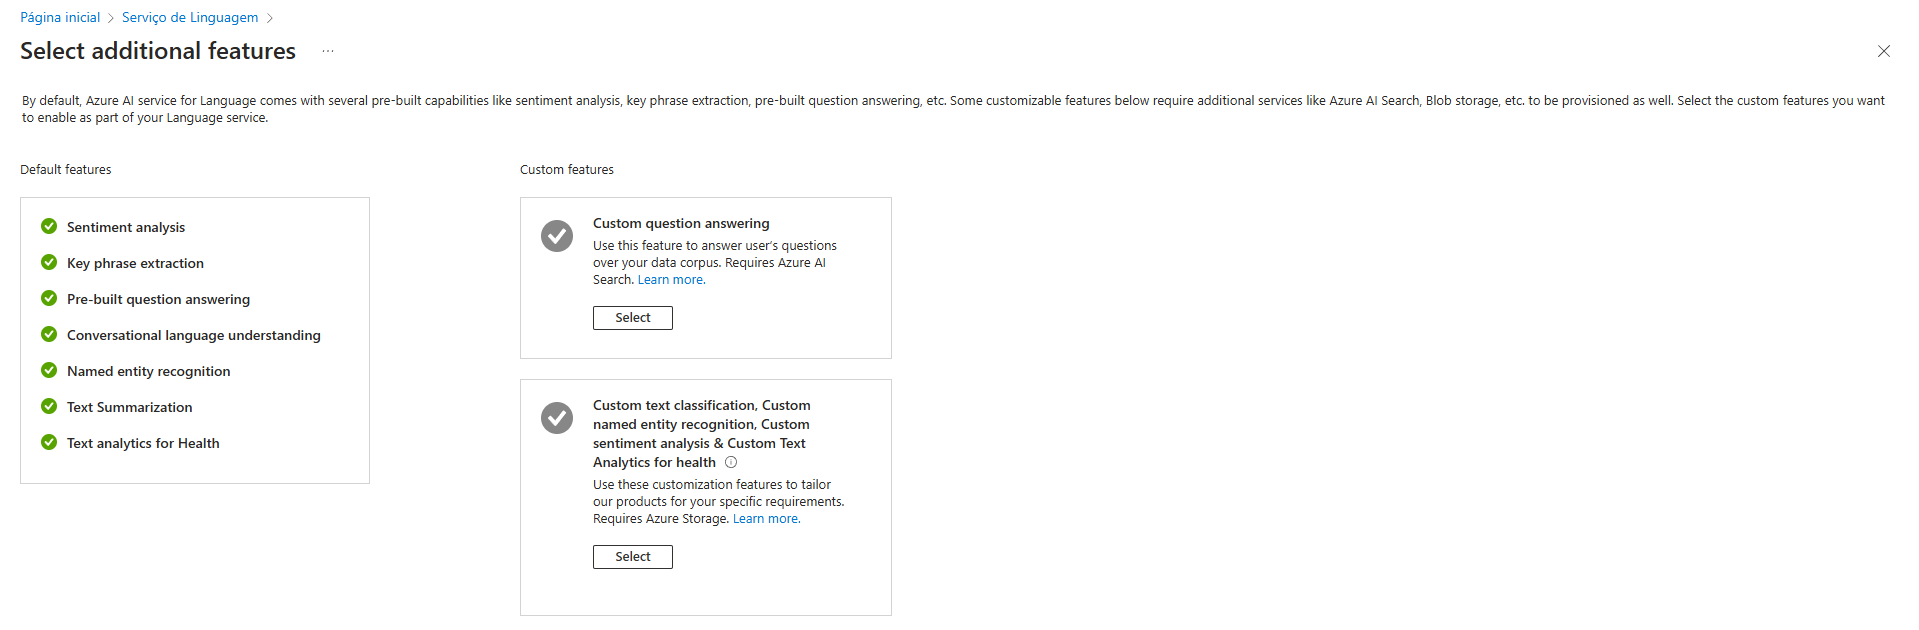 Página inicial > Serviço de Linguagem >
Select additional features ...
By default, Azure AI service for Language comes with several pre-built capabilities like sentiment analysis, key phrase extraction, pre-built question answering, etc. Some customizable features below require additional services like Azure AI Search, Blob storage, etc. to be provisioned as well. Select the custom features you want
to enable as part of your Language service.
Default features
Sentiment analysis
Key phrase extraction
Pre-built question answering
Conversational language understanding
Named entity recognition
Text Summarization
Text analytics for Health
Custom features
Custom question answering
Use this feature to answer user's questions
over your data corpus. Requires Azure AI
Search. Learn more.
Select
Custom text classification, Custom
named entity recognition, Custom
sentiment analysis & Custom Text
Analytics for health
Use these customization features to tailor
our products for your specific requirements.
Requires Azure Storage. Learn more.
Select